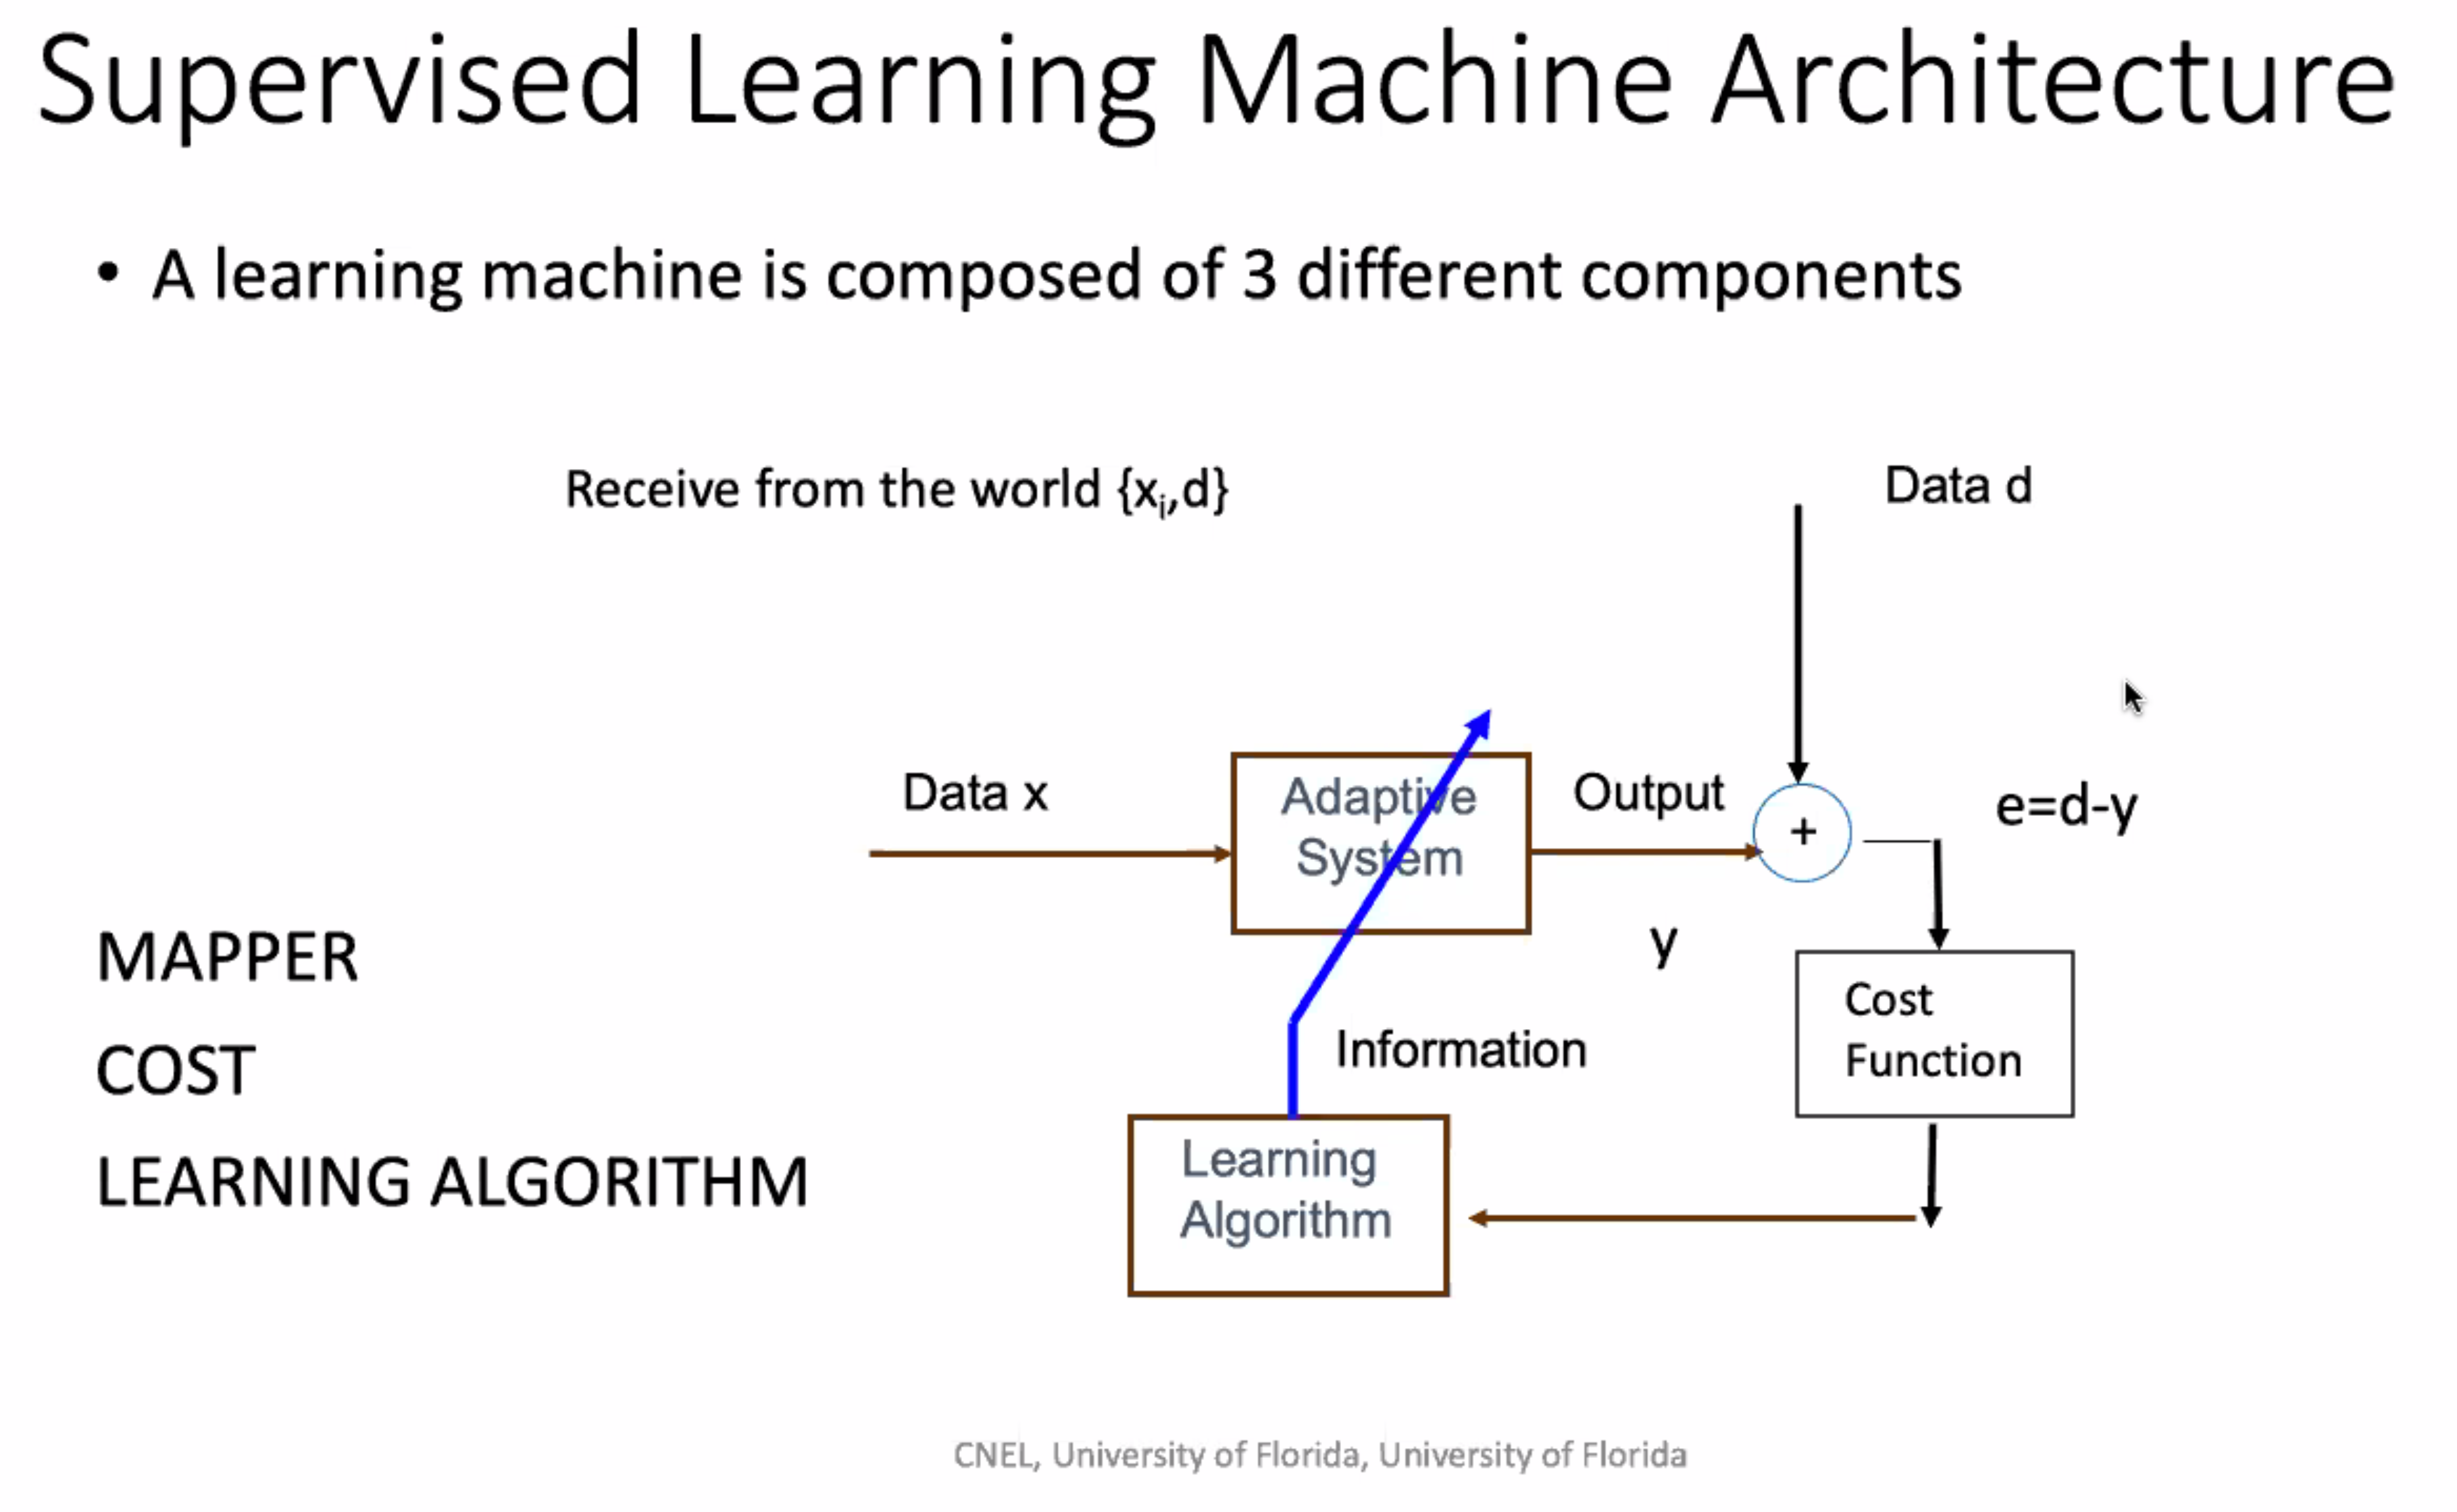 Supervised Learning Machine Architecture
• A learning machine is composed of 3 different components
Receive from the world {xᵢ,d}
Data d
Data x
Adaptive
System
Output
+
e=d-y
y
MAPPER
COST
LEARNING ALGORITHM
Information
Cost
Function
Learning
Algorithm
CNEL, University of Florida, University of Florida